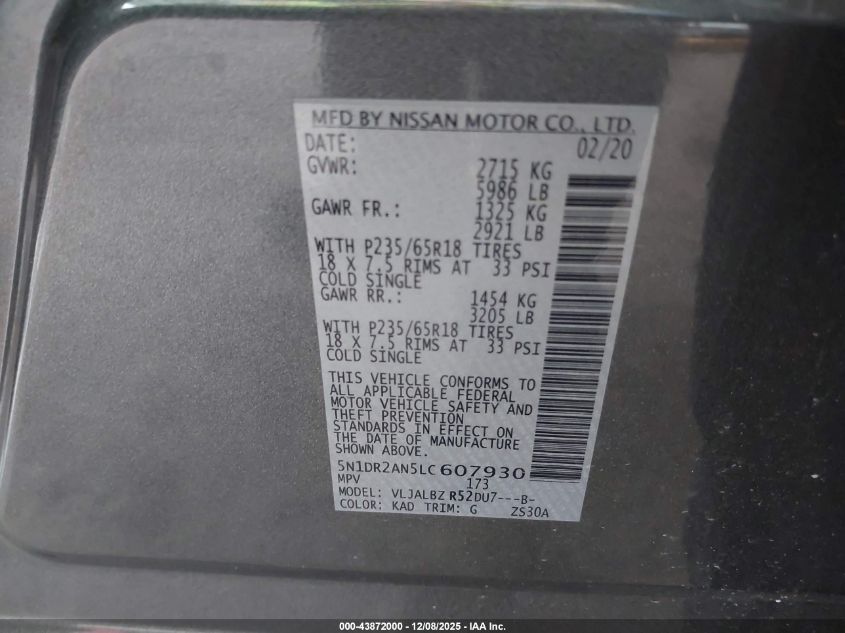 MFD BY NISSAN MOTOR CO., LTD.
DATE: 02/20
GVWR: 2715 KG
5986 LB
GAWR FR.: 1325 KG
2921 LB
WITH P235/65R18 TIRES
18 X 7.5 RIMS AT 33 PSI
COLD SINGLE
GAWR RR.: 1454 KG
3205 LB
WITH P235/65R18 TIRES
18 X 7.5 RIMS AT 33 PSI
COLD SINGLE
THIS VEHICLE CONFORMS TO
ALL APPLICABLE FEDERAL
MOTOR VEHICLE SAFETY AND
THEFT PREVENTION
STANDARDS IN EFFECT ON
THE DATE OF MANUFACTURE
SHOWN ABOVE.
5N1DR2AN5LC607930
MPV 173
MODEL: VLJALBZ R52DU7---B-
COLOR: KAD TRIM: G ZS30A
000-43872000 - 12/08/2025 - IAA Inc.